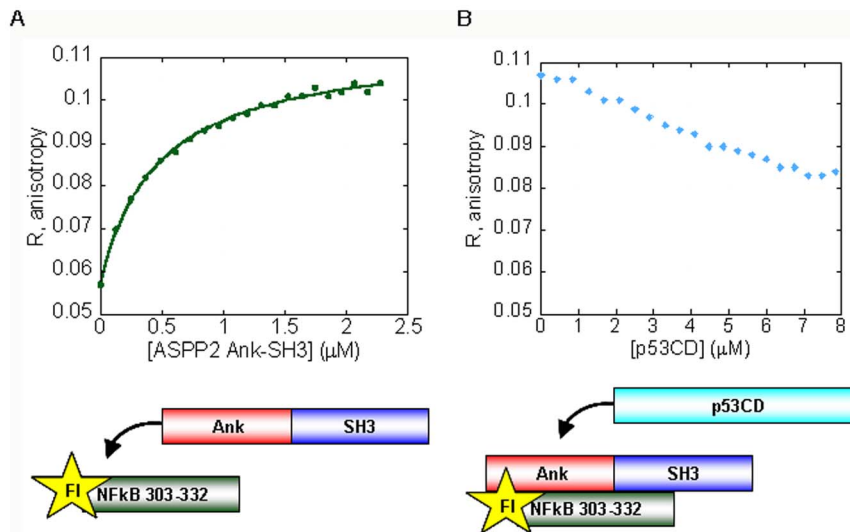 A
0.11
0.1
0.09
0.08
0.07
0.06
0.05
R, anisotropy
0 0.5 1 1.5 2 2.5
[ASPP2 Ank-SH3] (µM)
Ank SH3
FI NFkB 303-332
B
0.11
0.1
0.09
0.08
0.07
0.06
0.05
R, anisotropy
0 1 2 3 4 5 6 7 8
[p53CD] (µM)
p53CD
Ank SH3
FI NFkB 303-332